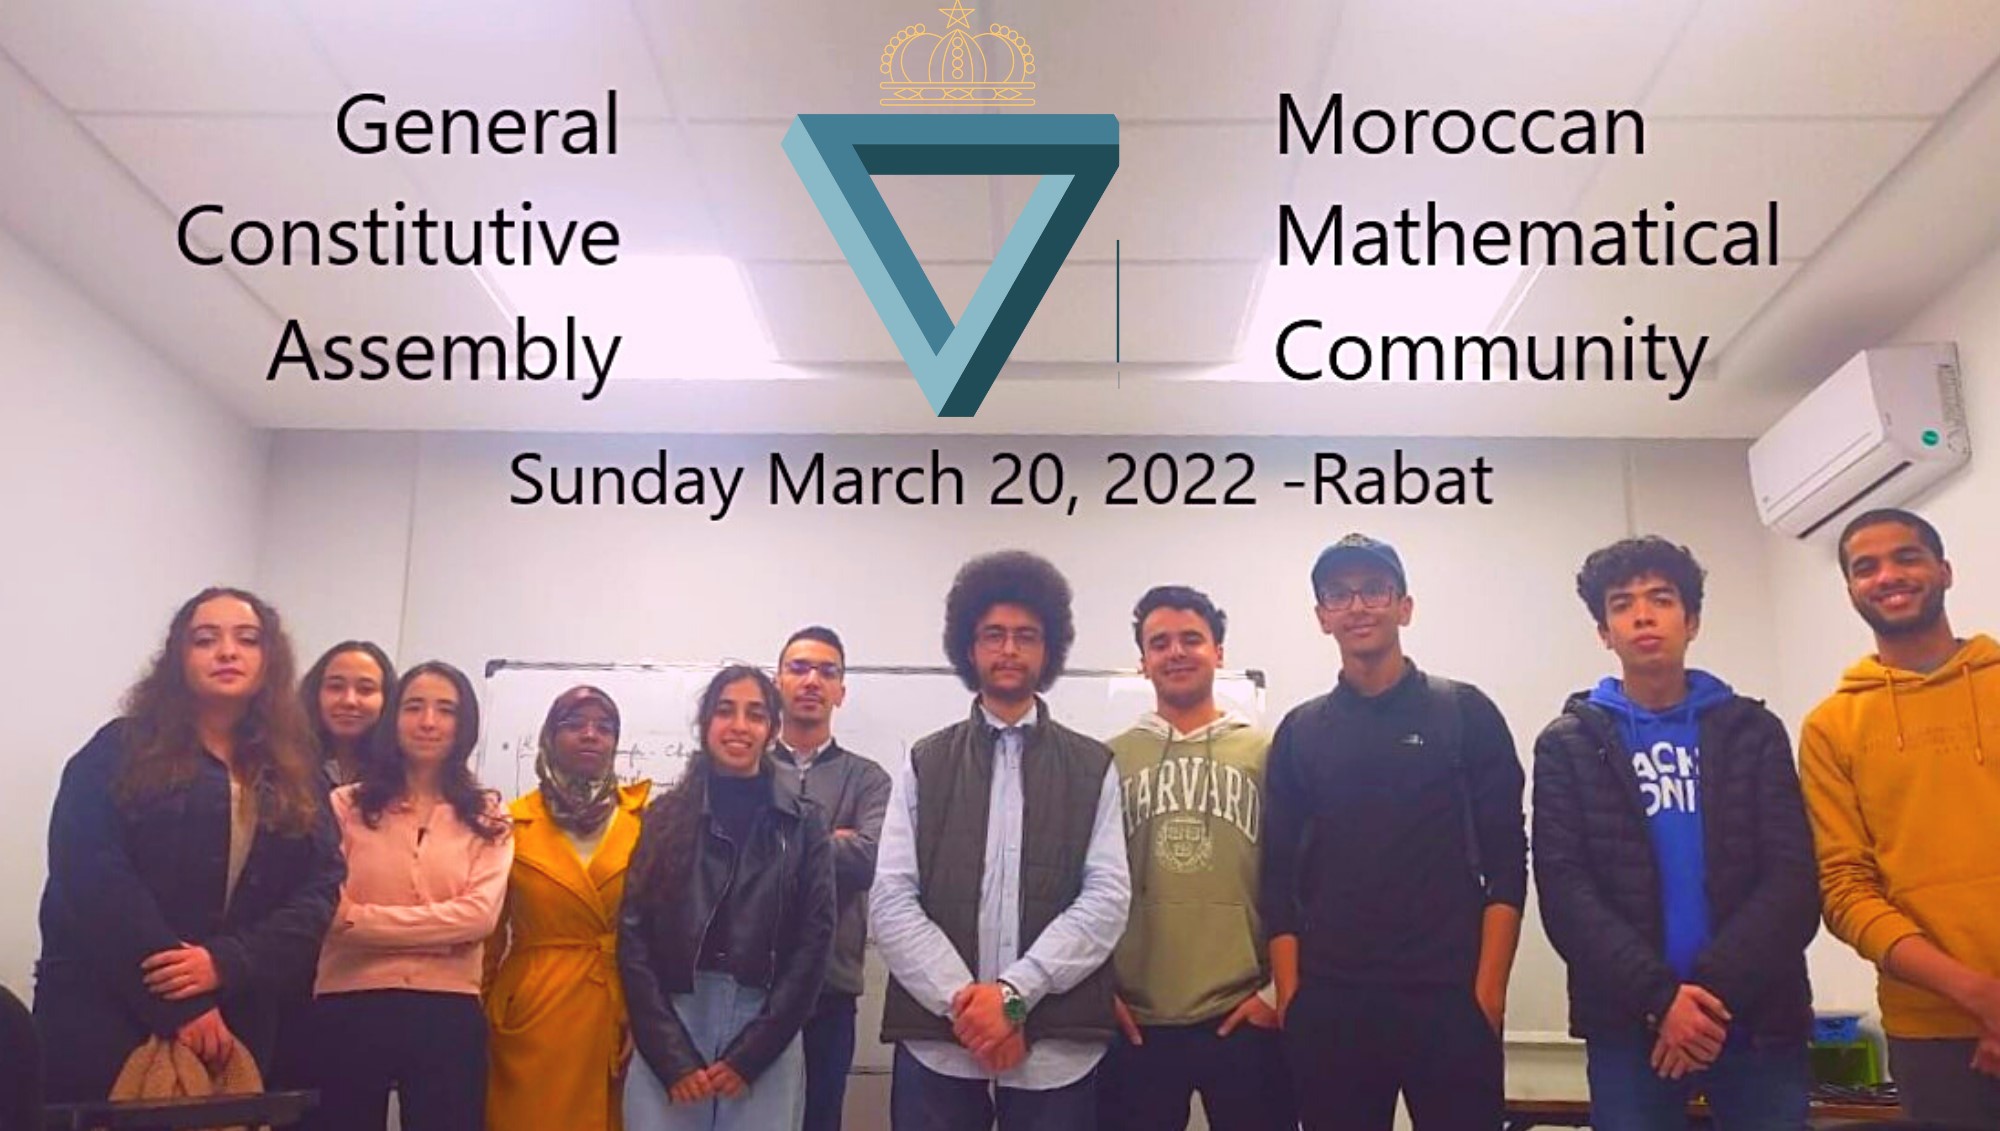 General
Constitutive
Assembly
Moroccan
Mathematical
Community
Sunday March 20, 2022 -Rabat
HARVARD